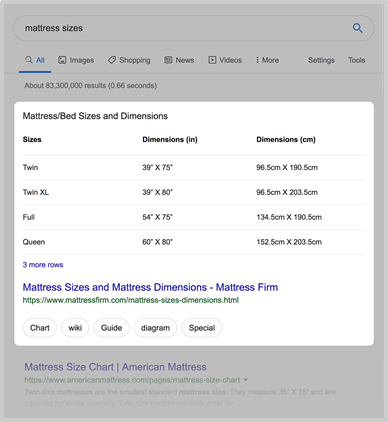 mattress sizes
All Images Shopping News Videos More Settings Tools
About 83,300,000 results (0.66 seconds)
Mattress/Bed Sizes and Dimensions
Sizes Dimensions (in) Dimensions (cm)
Twin 39" X 75" 96.5cm X 190.5cm
Twin XL 39" X 80" 96.5cm X 203.5cm
Full 54" X 75" 134.5cm X 190.5cm
Queen 60" X 80" 152.5cm X 203.5cm
3 more rows
Mattress Sizes and Mattress Dimensions - Mattress Firm
https://www.mattressfirm.com/mattress-sizes-dimensions.html
Chart wiki Guide diagram Special
Mattress Size Chart | American Mattress
https://www.americanmattress.com/pages/mattress-size-chart
Twin size mattresses are the smallest standard mattress size. They measure 38" X 75" and are